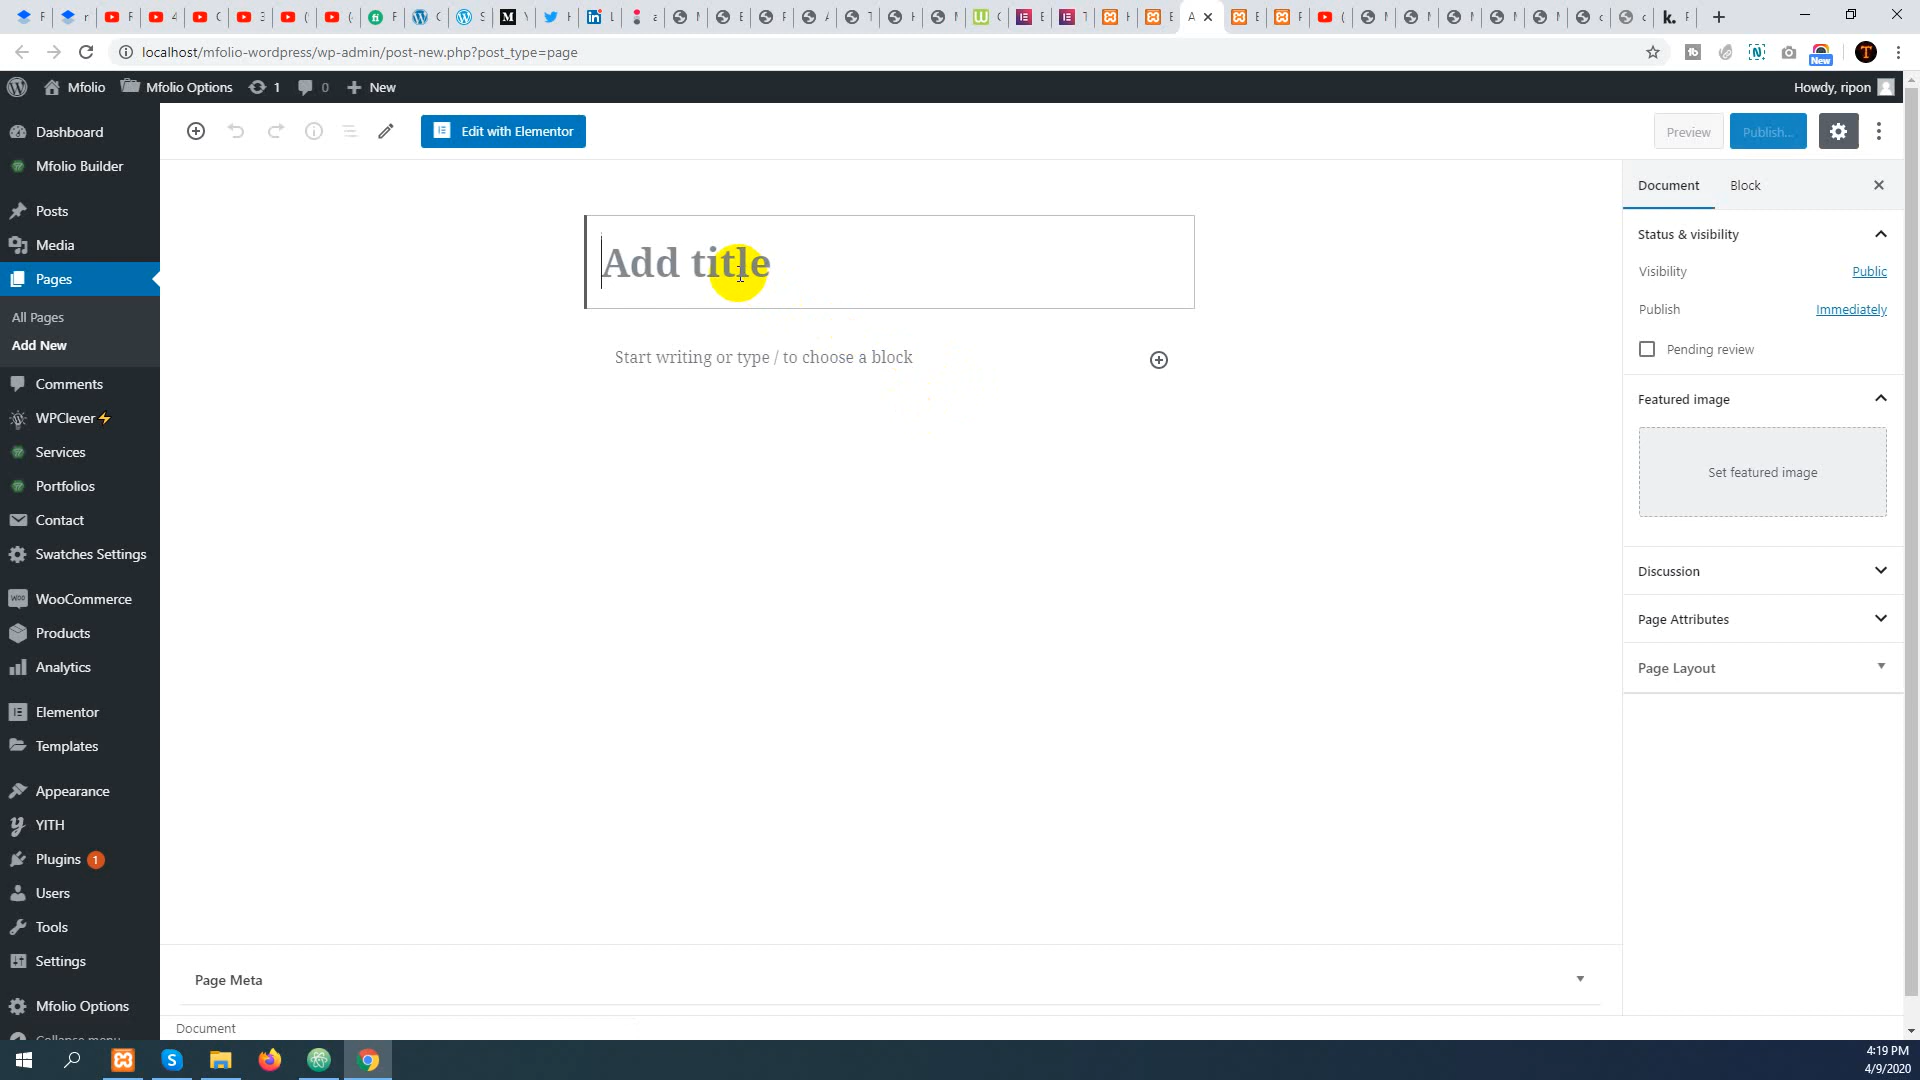 localhost/mfolio-wordpress/wp-admin/post-new.php?post_type=page
New
Mfolio
Mfolio Options
1
0
New
Howdy, ripon
Dashboard
Mfolio Builder
Posts
Media
Pages
All Pages
Add New
Comments
WPClever
Services
Portfolios
Contact
Swatches Settings
WooCommerce
Products
Analytics
Elementor
Templates
Appearance
YITH
Plugins 1
Users
Tools
Settings
Mfolio Options
Collapse menu
Edit with Elementor
Preview
Publish...
Add title
Start writing or type / to choose a block
Document
Block
Status & visibility
Visibility
Public
Publish
Immediately
Pending review
Featured image
Set featured image
Discussion
Page Attributes
Page Layout
Page Meta
Document
4:19 PM
4/9/2020